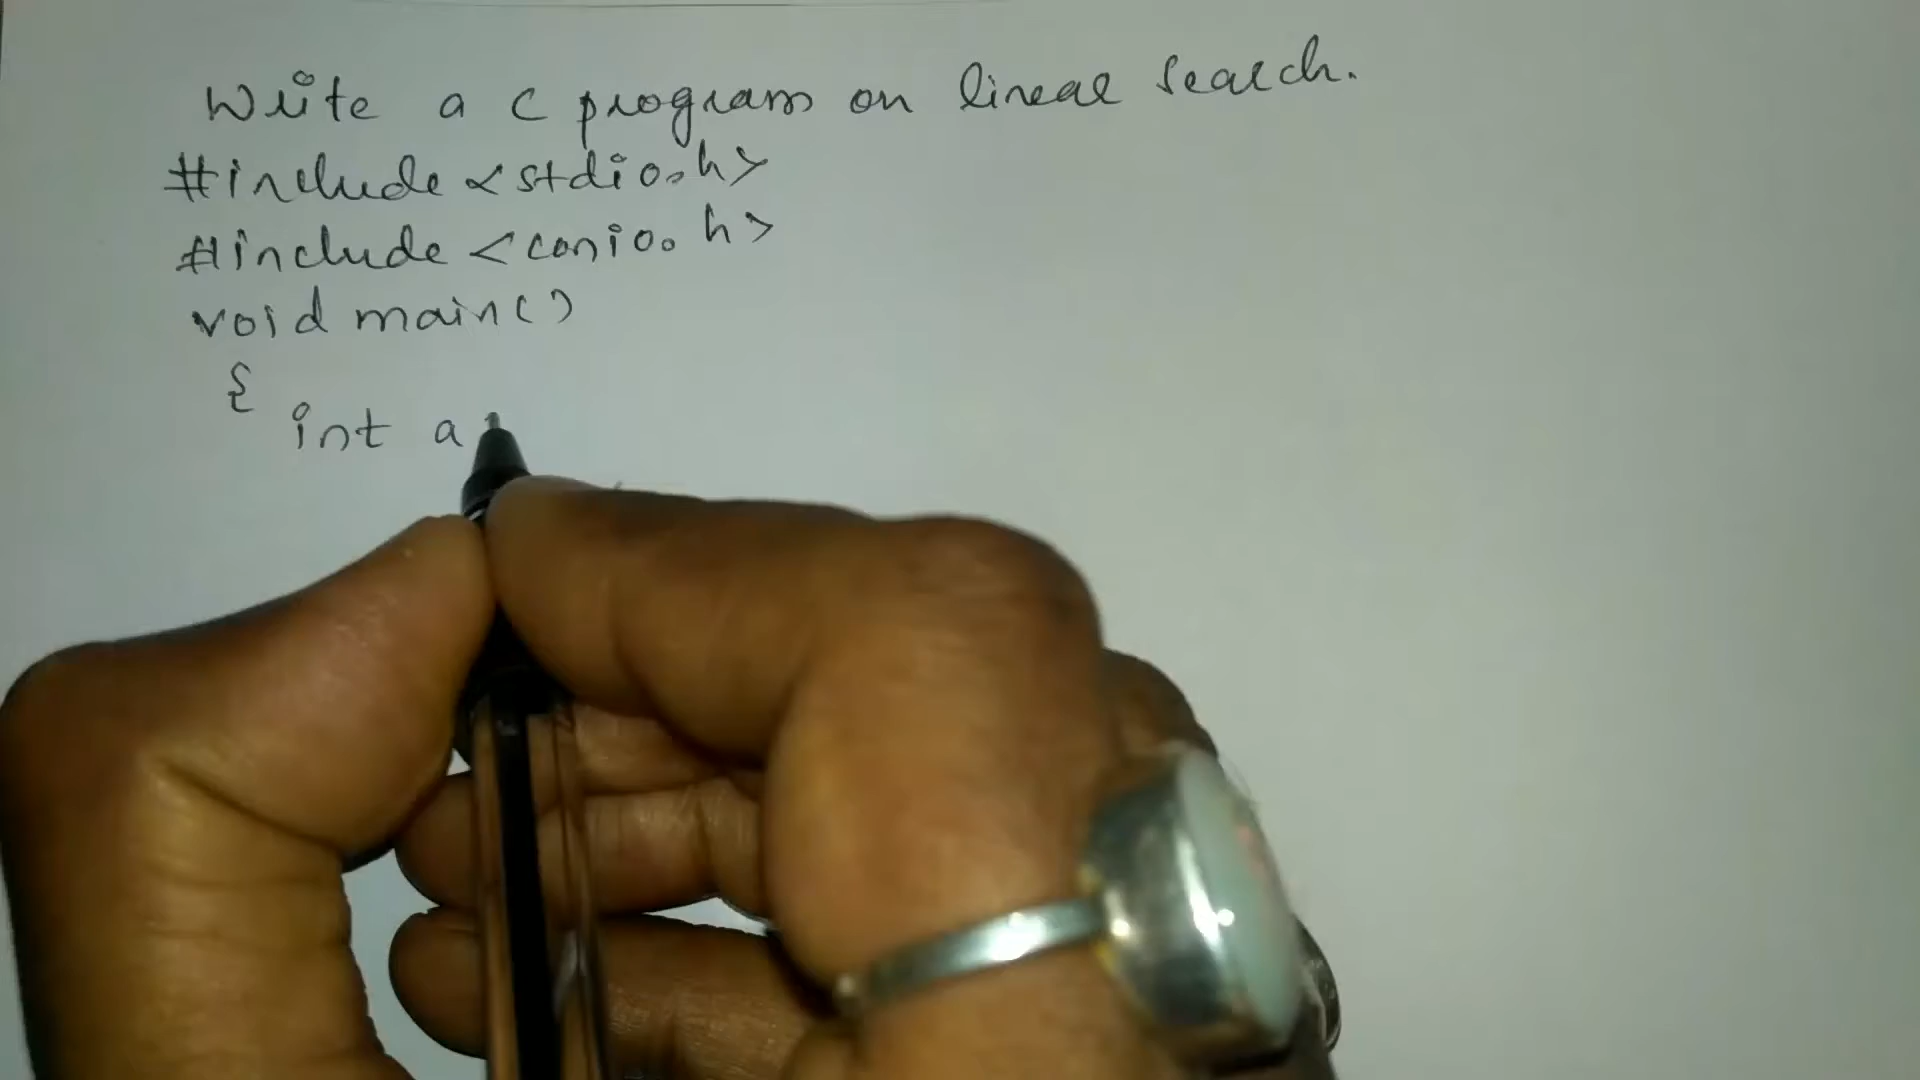 Write a C program on linear search.
#include <stdio.h>
#include <conio.h>
void main()
{
int a